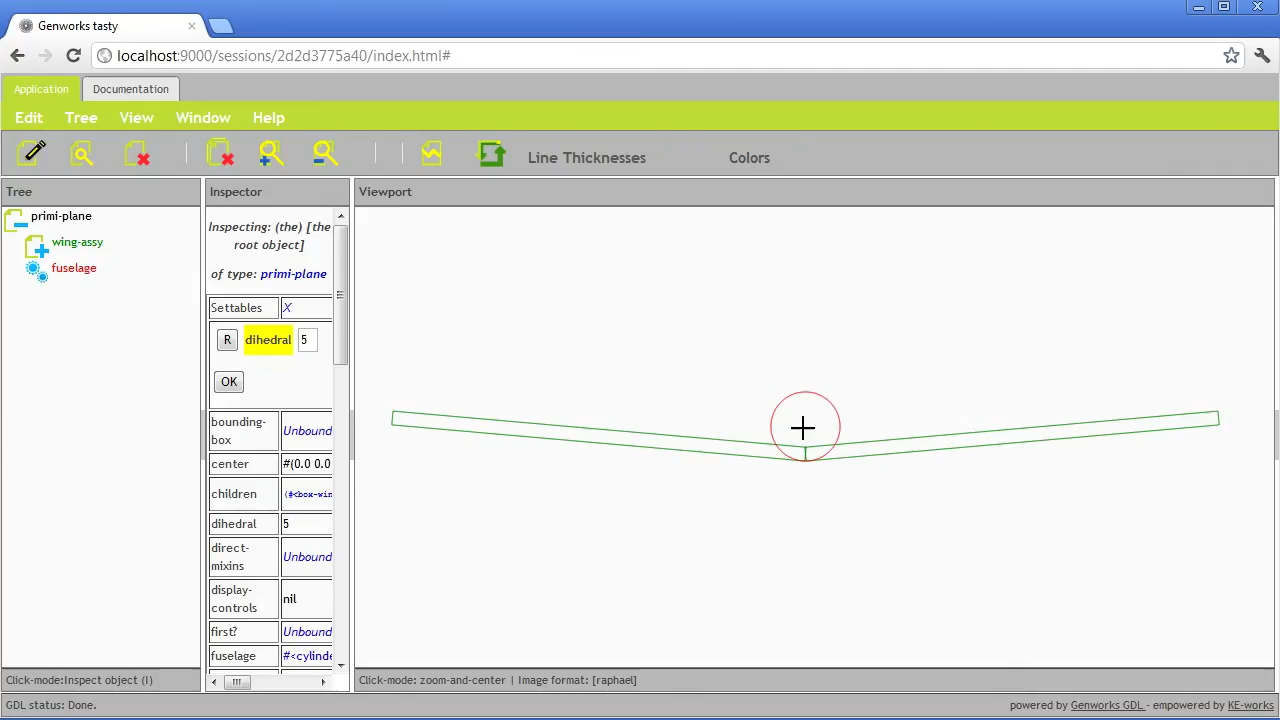 Genworks tasty
localhost:9000/sessions/2d2d3775a40/index.html#
Application Documentation
Edit Tree View Window Help
Line Thicknesses Colors
Tree
primi-plane
wing-assy
fuselage
Click-mode:Inspect object (I)
Inspector
Inspecting: (the) [the
root object]
of type: primi-plane
Settables X
R dihedral 5
OK
bounding-
box Unbound
center #(0.0 0.0
children (#<box-win
dihedral 5
direct-
mixins Unbound
display-
controls nil
first? Unbound
fuselage #<cylinde
Viewport
Click-mode: zoom-and-center | Image format: [raphael]
GDL status: Done.
powered by Genworks GDL - empowered by KE-works